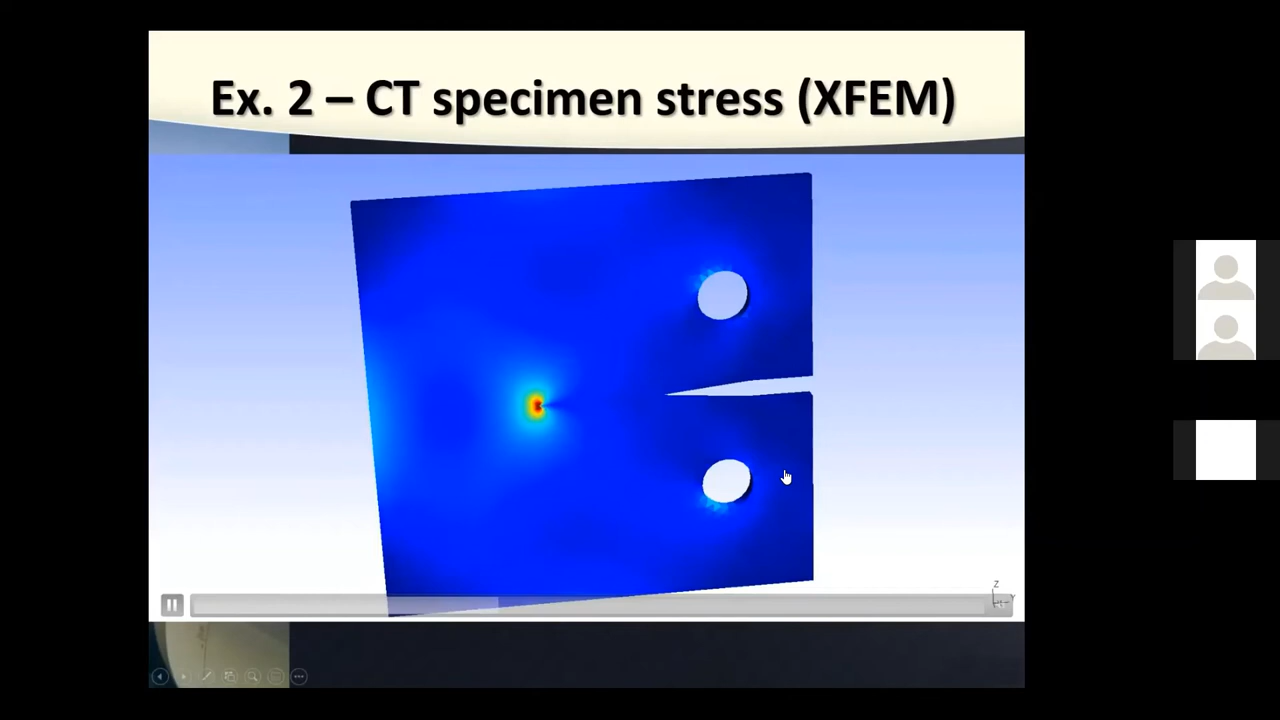 Ex. 2 – CT specimen stress (XFEM)
Z
Y